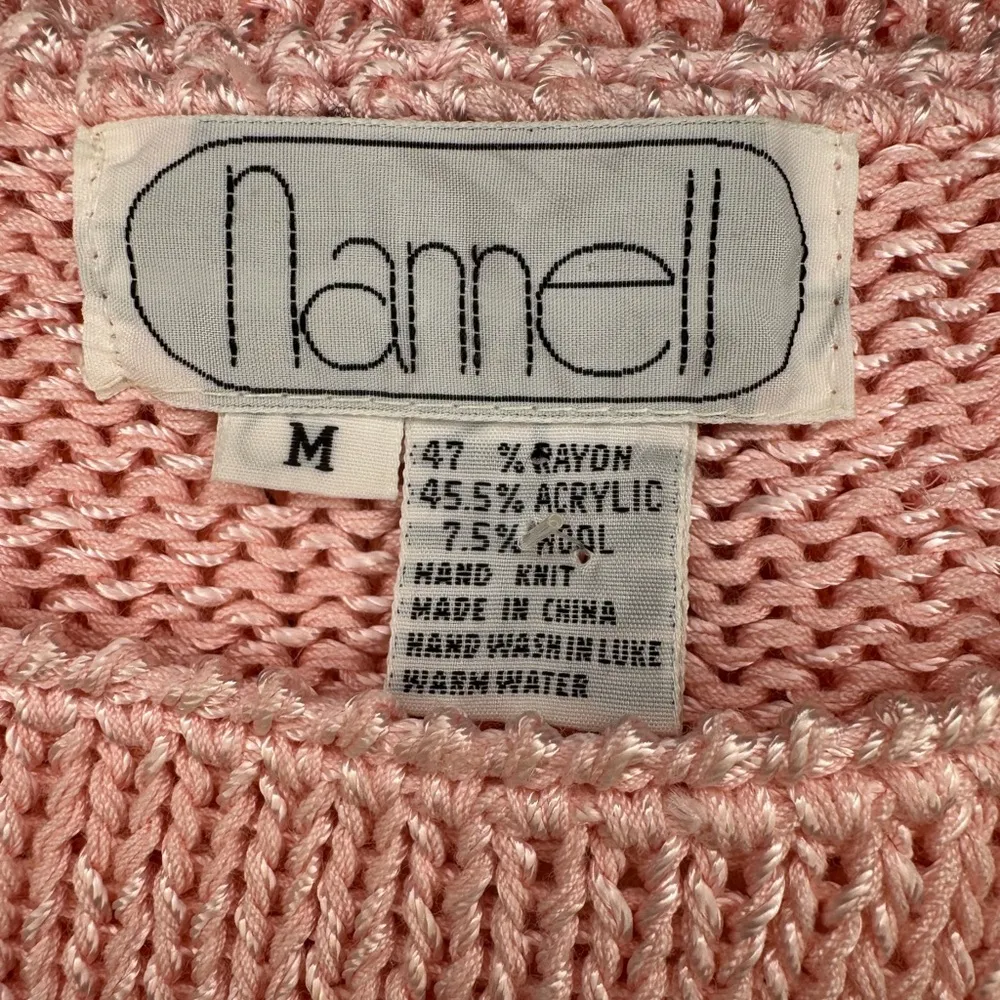 nannell
M
47 % RAYON
45.5% ACRYLIC
7.5% WOOL
HAND KNIT
MADE IN CHINA
HAND WASH IN LUKE
WARM WATER